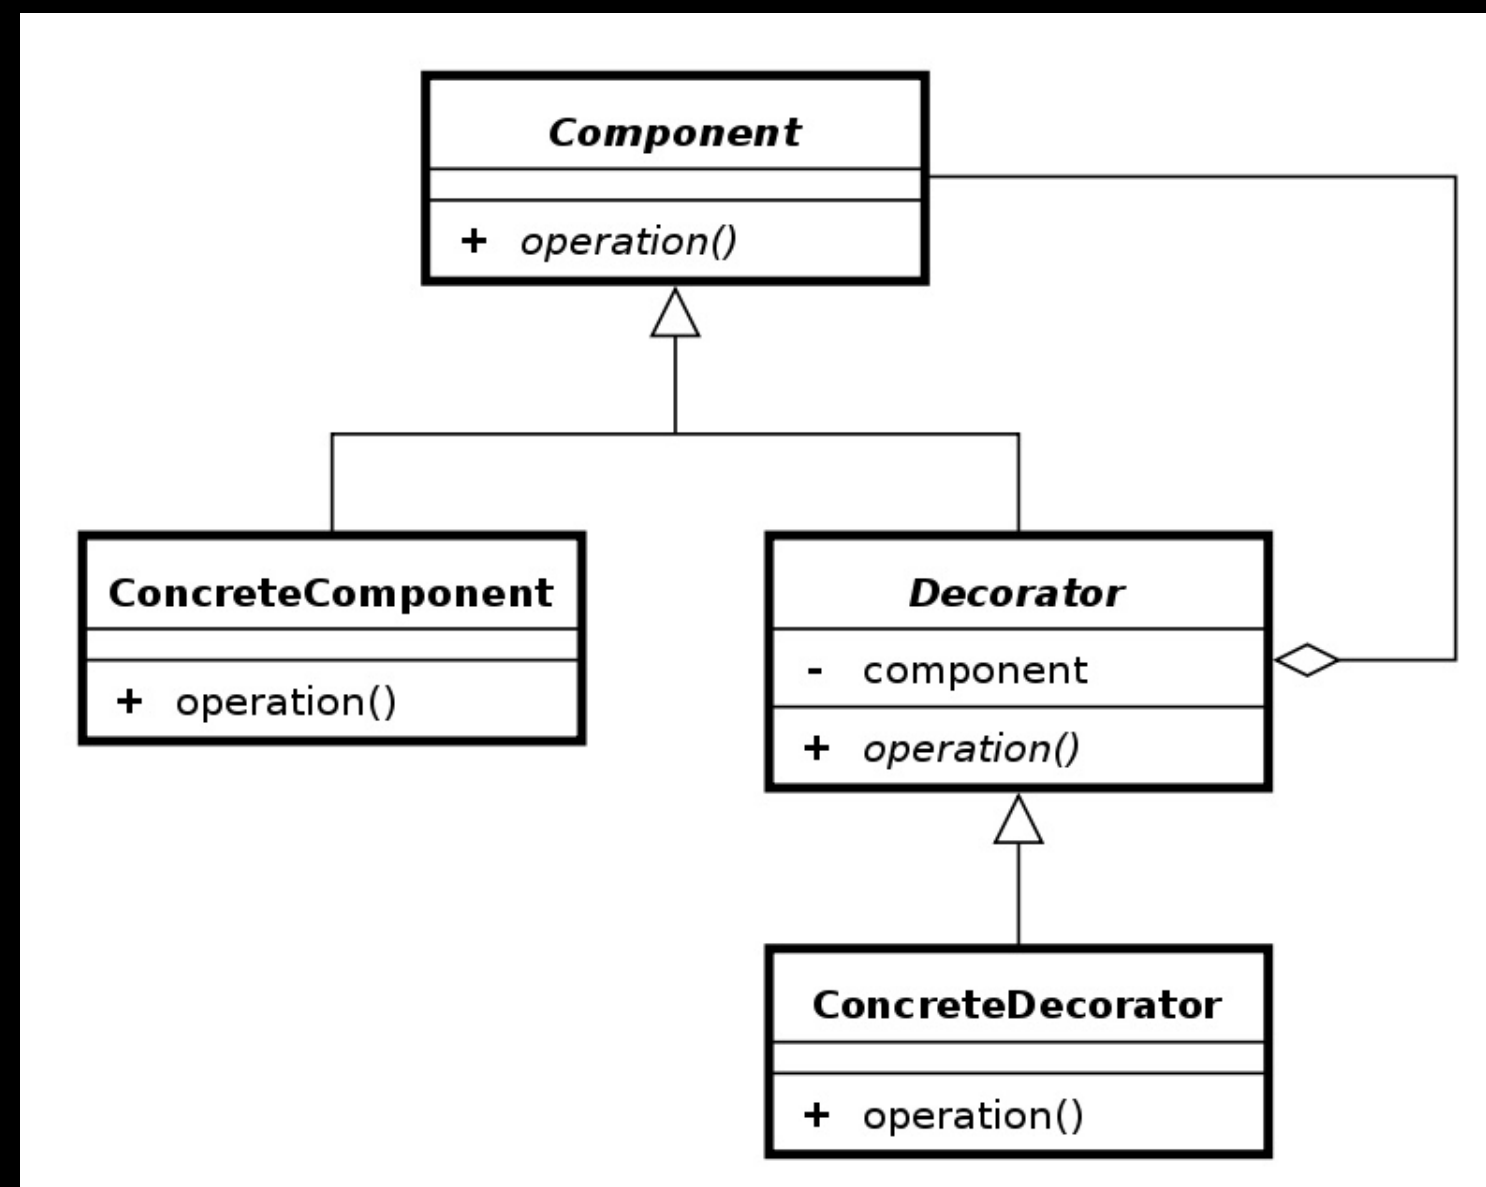 Component
+ operation()
ConcreteComponent
+ operation()
Decorator
- component
+ operation()
ConcreteDecorator
+ operation()